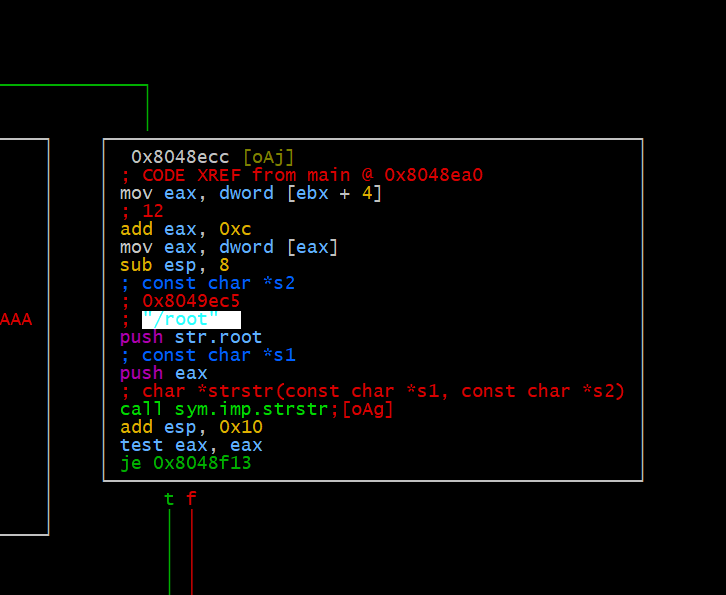 0x8048ecc [oAj]
; CODE XREF from main @ 0x8048ea0
mov eax, dword [ebx + 4]
; 12
add eax, 0xc
mov eax, dword [eax]
sub esp, 8
; const char *s2
; 0x8049ec5
AAA ; "/root"
push str.root
; const char *s1
push eax
; char *strstr(const char *s1, const char *s2)
call sym.imp.strstr;[oAg]
add esp, 0x10
test eax, eax
je 0x8048f13
t f